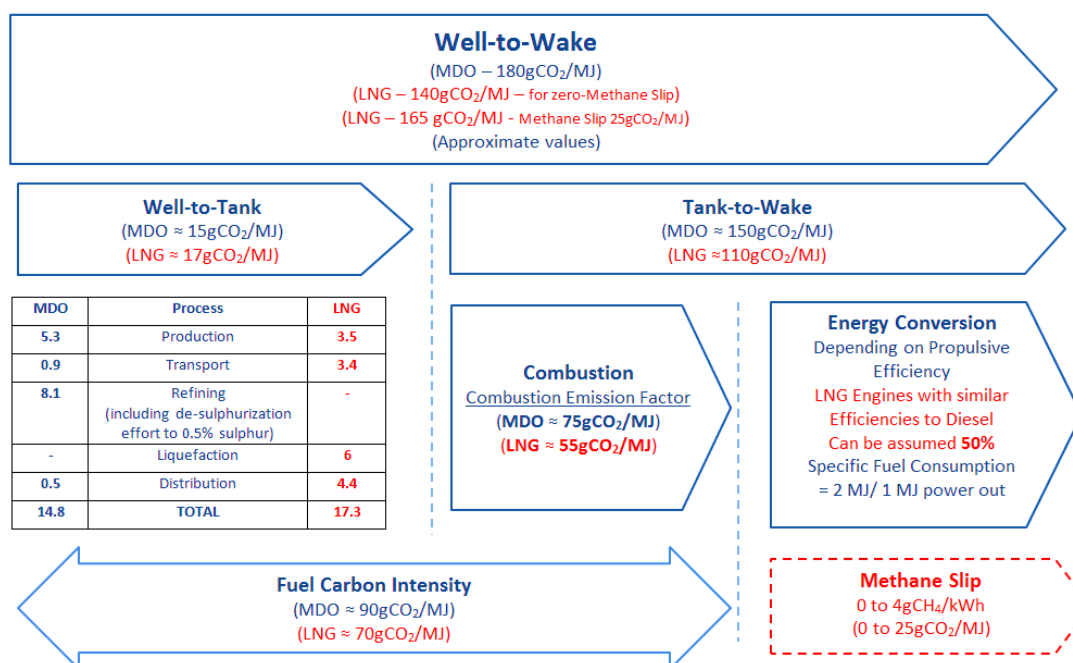 Well-to-Wake
(MDO – 180gCO₂/MJ)
(LNG – 140gCO₂/MJ – for zero-Methane Slip)
(LNG – 165 gCO₂/MJ - Methane Slip 25gCO₂/MJ)
(Approximate values)
Well-to-Tank
(MDO ≈ 15gCO₂/MJ)
(LNG ≈ 17gCO₂/MJ)
Tank-to-Wake
(MDO ≈ 150gCO₂/MJ)
(LNG ≈110gCO₂/MJ)
MDO Process LNG
5.3 Production 3.5
0.9 Transport 3.4
8.1 Refining -
(including de-sulphurization
effort to 0.5% sulphur)
- Liquefaction 6
0.5 Distribution 4.4
14.8 TOTAL 17.3
Combustion
Combustion Emission Factor
(MDO ≈ 75gCO₂/MJ)
(LNG ≈ 55gCO₂/MJ)
Energy Conversion
Depending on Propulsive
Efficiency
LNG Engines with similar
Efficiencies to Diesel
Can be assumed 50%
Specific Fuel Consumption
= 2 MJ/ 1 MJ power out
Fuel Carbon Intensity
(MDO ≈ 90gCO₂/MJ)
(LNG ≈ 70gCO₂/MJ)
Methane Slip
0 to 4gCH₄/kWh
(0 to 25gCO₂/MJ)